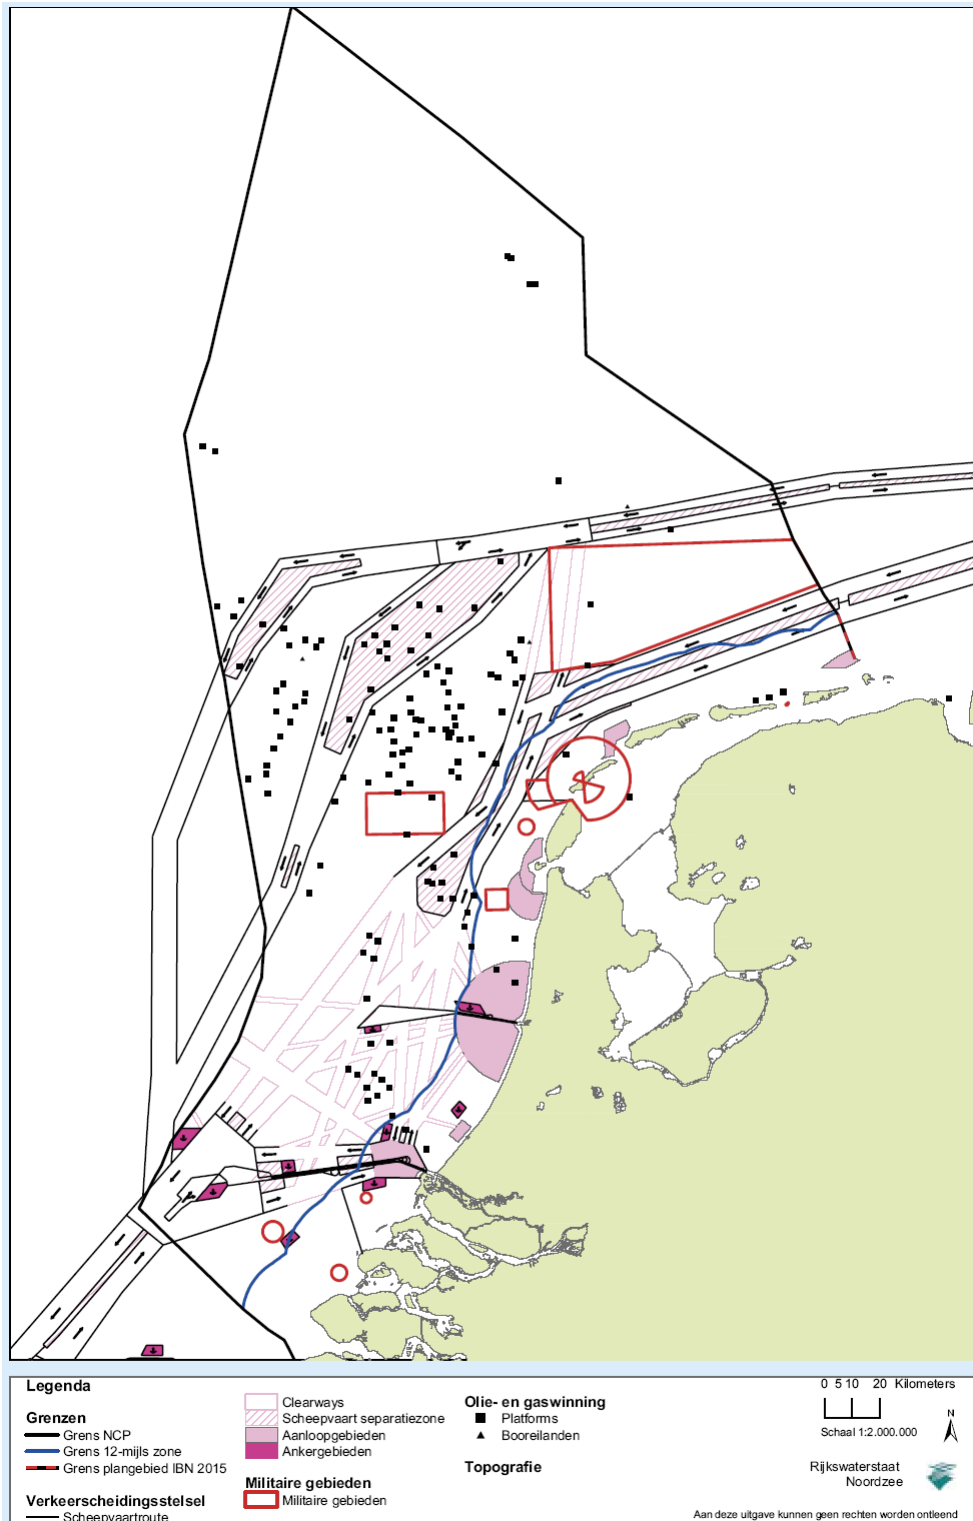 Legenda
Grenzen
Grens NCP
Grens 12-mijls zone
Grens plangebied IBN 2015
Verkeerscheidingsstelsel
Scheepvaartroute
Clearways
Scheepvaart separatiezone
Aanloopgebieden
Ankergebieden
Militaire gebieden
Militaire gebieden
Olie- en gaswinning
Platforms
Booreilanden
Topografie
0 5 10 20 Kilometers
Schaal 1:2.000.000
N
Rijkswaterstaat
Noordzee
Aan deze uitgave kunnen geen rechten worden ontleend